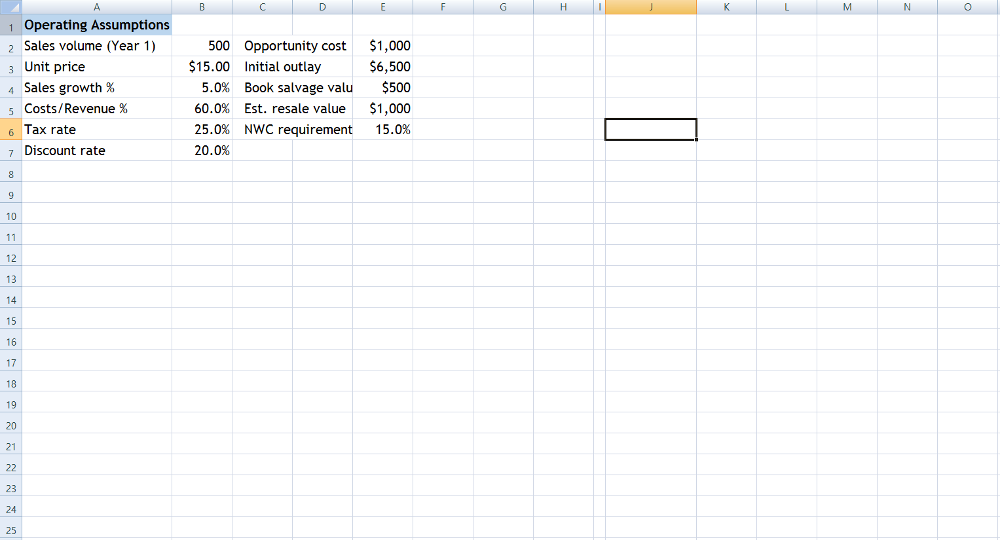 A B C D E F G H I J K L M N O
1 Operating Assumptions
2 Sales volume (Year 1) 500 Opportunity cost $1,000
3 Unit price $15.00 Initial outlay $6,500
4 Sales growth % 5.0% Book salvage valu $500
5 Costs/Revenue % 60.0% Est. resale value $1,000
6 Tax rate 25.0% NWC requirement 15.0%
7 Discount rate 20.0%
8
9
10
11
12
13
14
15
16
17
18
19
20
21
22
23
24
25